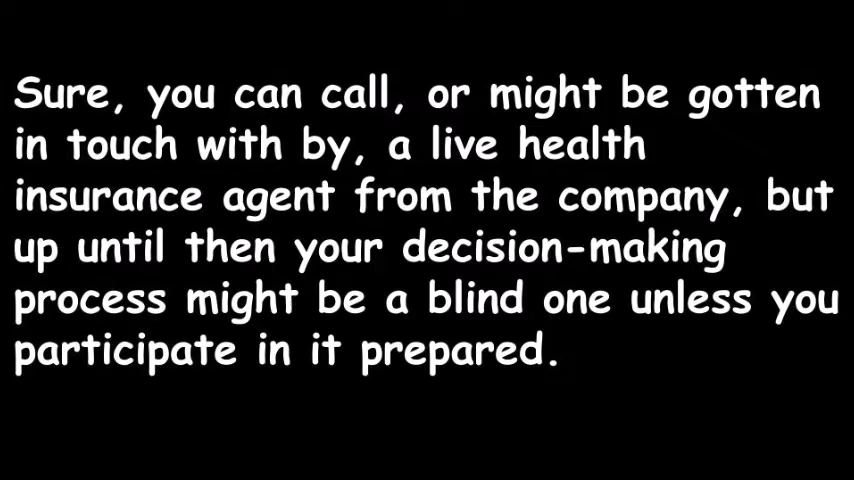 Sure, you can call, or might be gotten
in touch with by, a live health
insurance agent from the company, but
up until then your decision-making
process might be a blind one unless you
participate in it prepared.